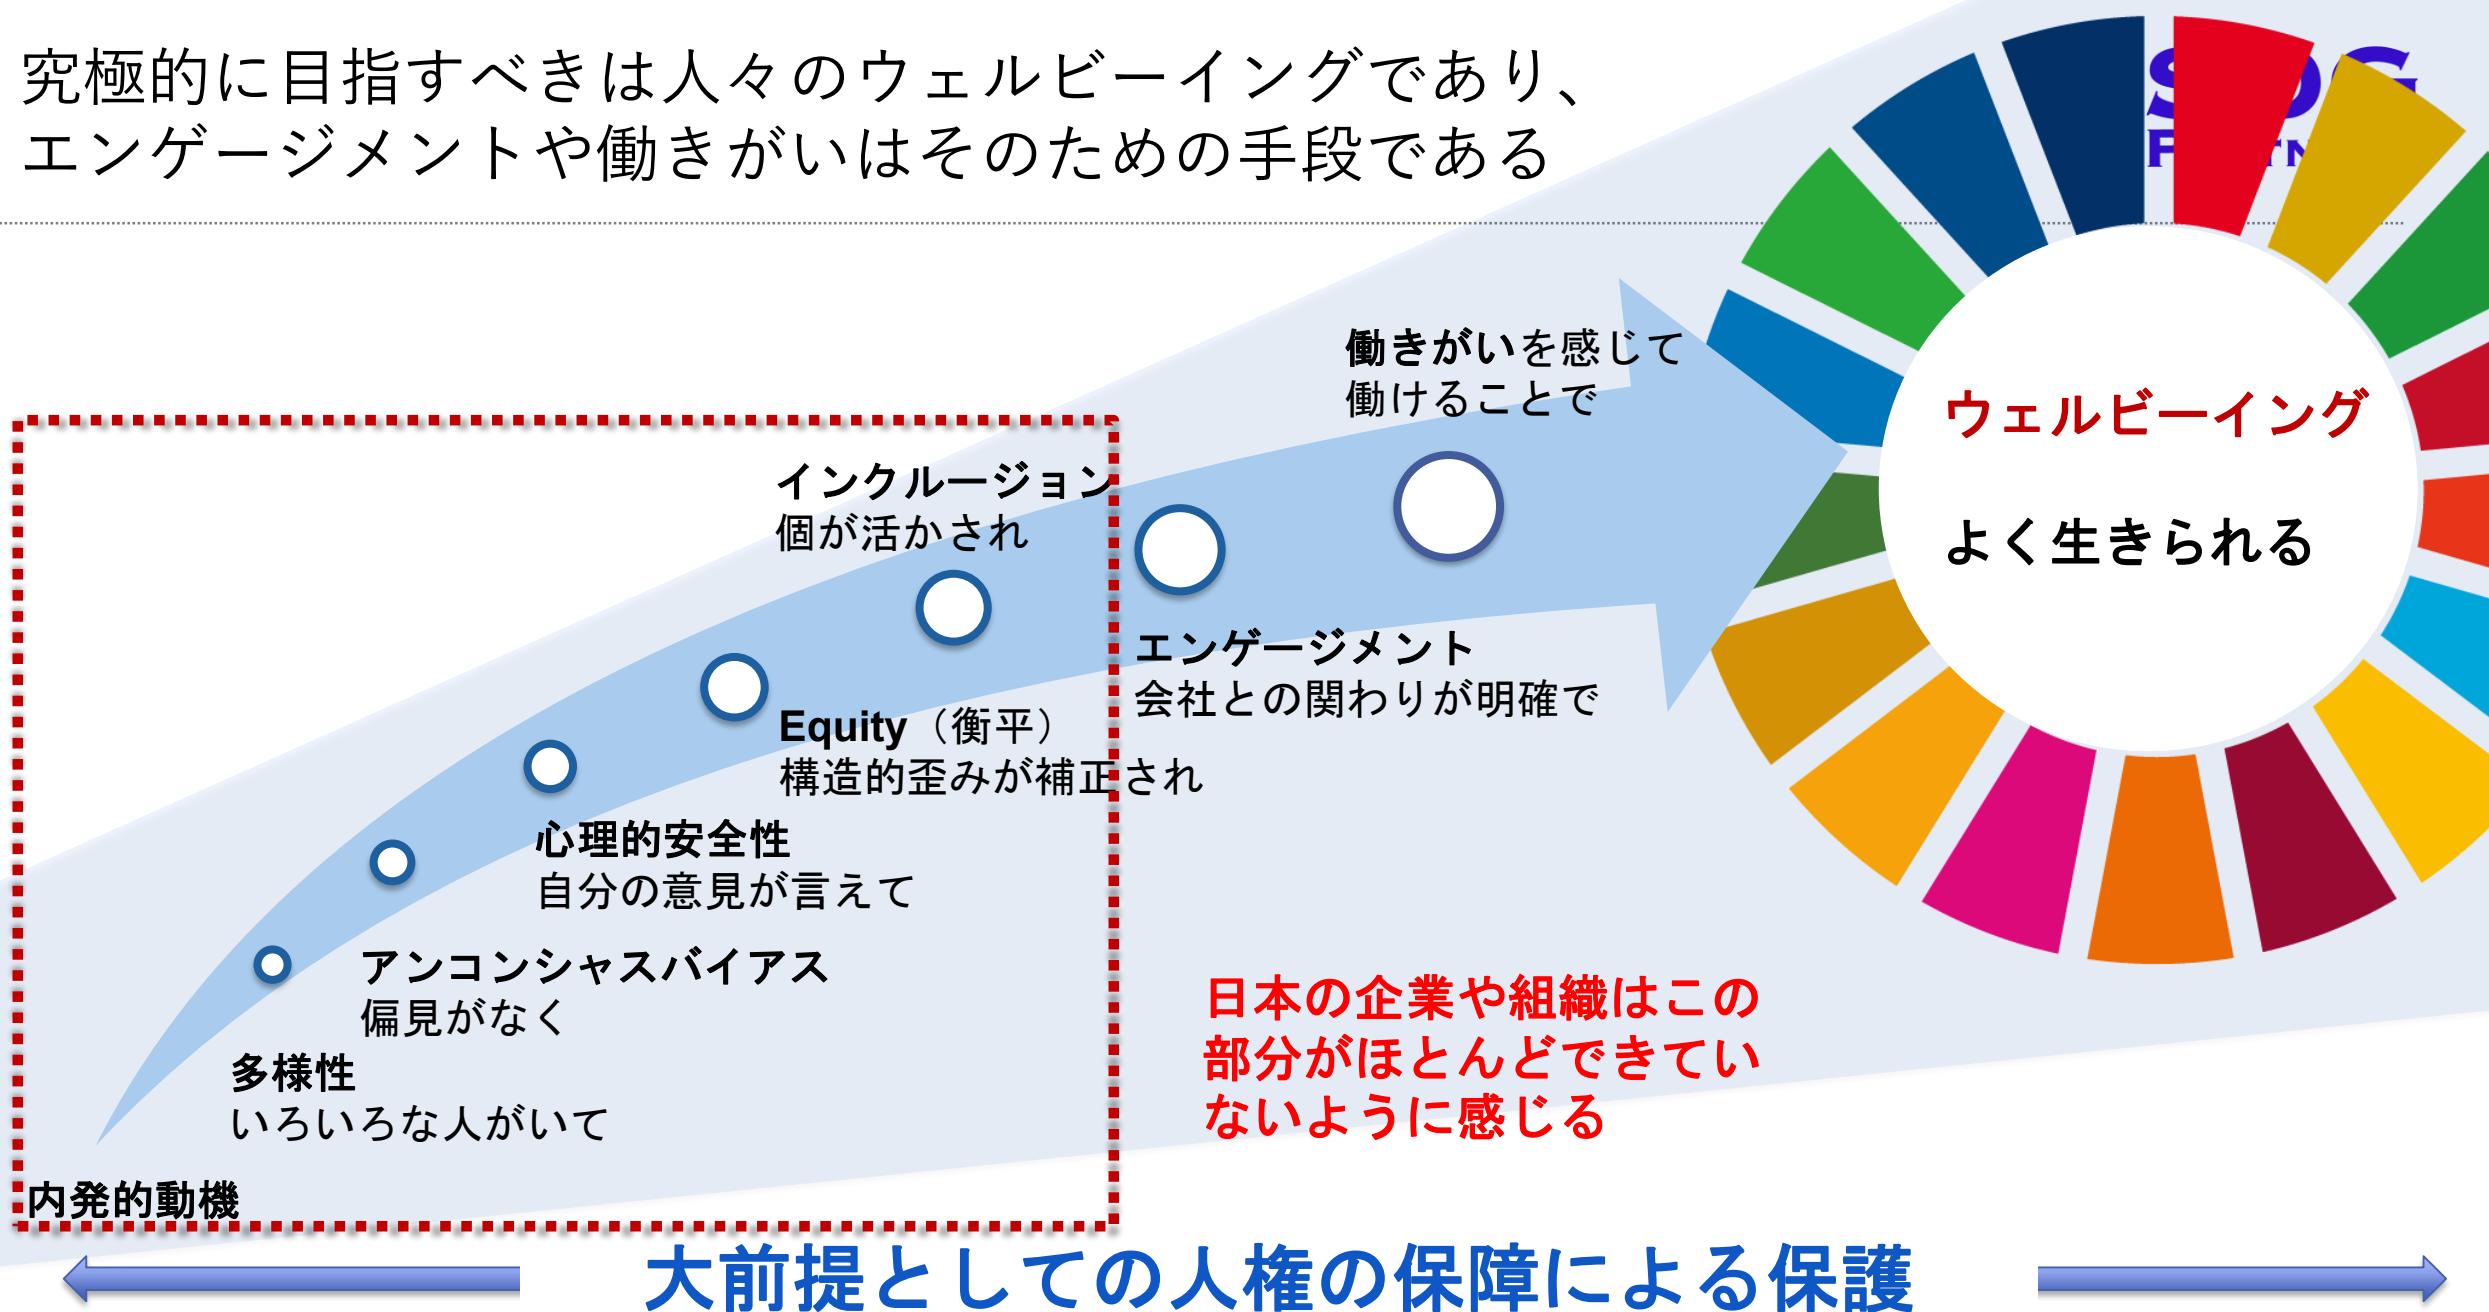 究極的に目指すべきは人々のウェルビーイングであり、
エンゲージメントや働きがいはそのための手段である
働きがいを感じて
働けることで
ウェルビーイング
よく生きられる
インクルージョン
個が活かされ
エンゲージメント
会社との関わりが明確で
Equity（衡平）
構造的歪みが補正され
心理的安全性
自分の意見が言えて
アンコンシャスバイアス
偏見がなく
多様性
いろいろな人がいて
内発的動機
日本の企業や組織はこの
部分がほとんどできてい
ないように感じる
大前提としての人権の保障による保護